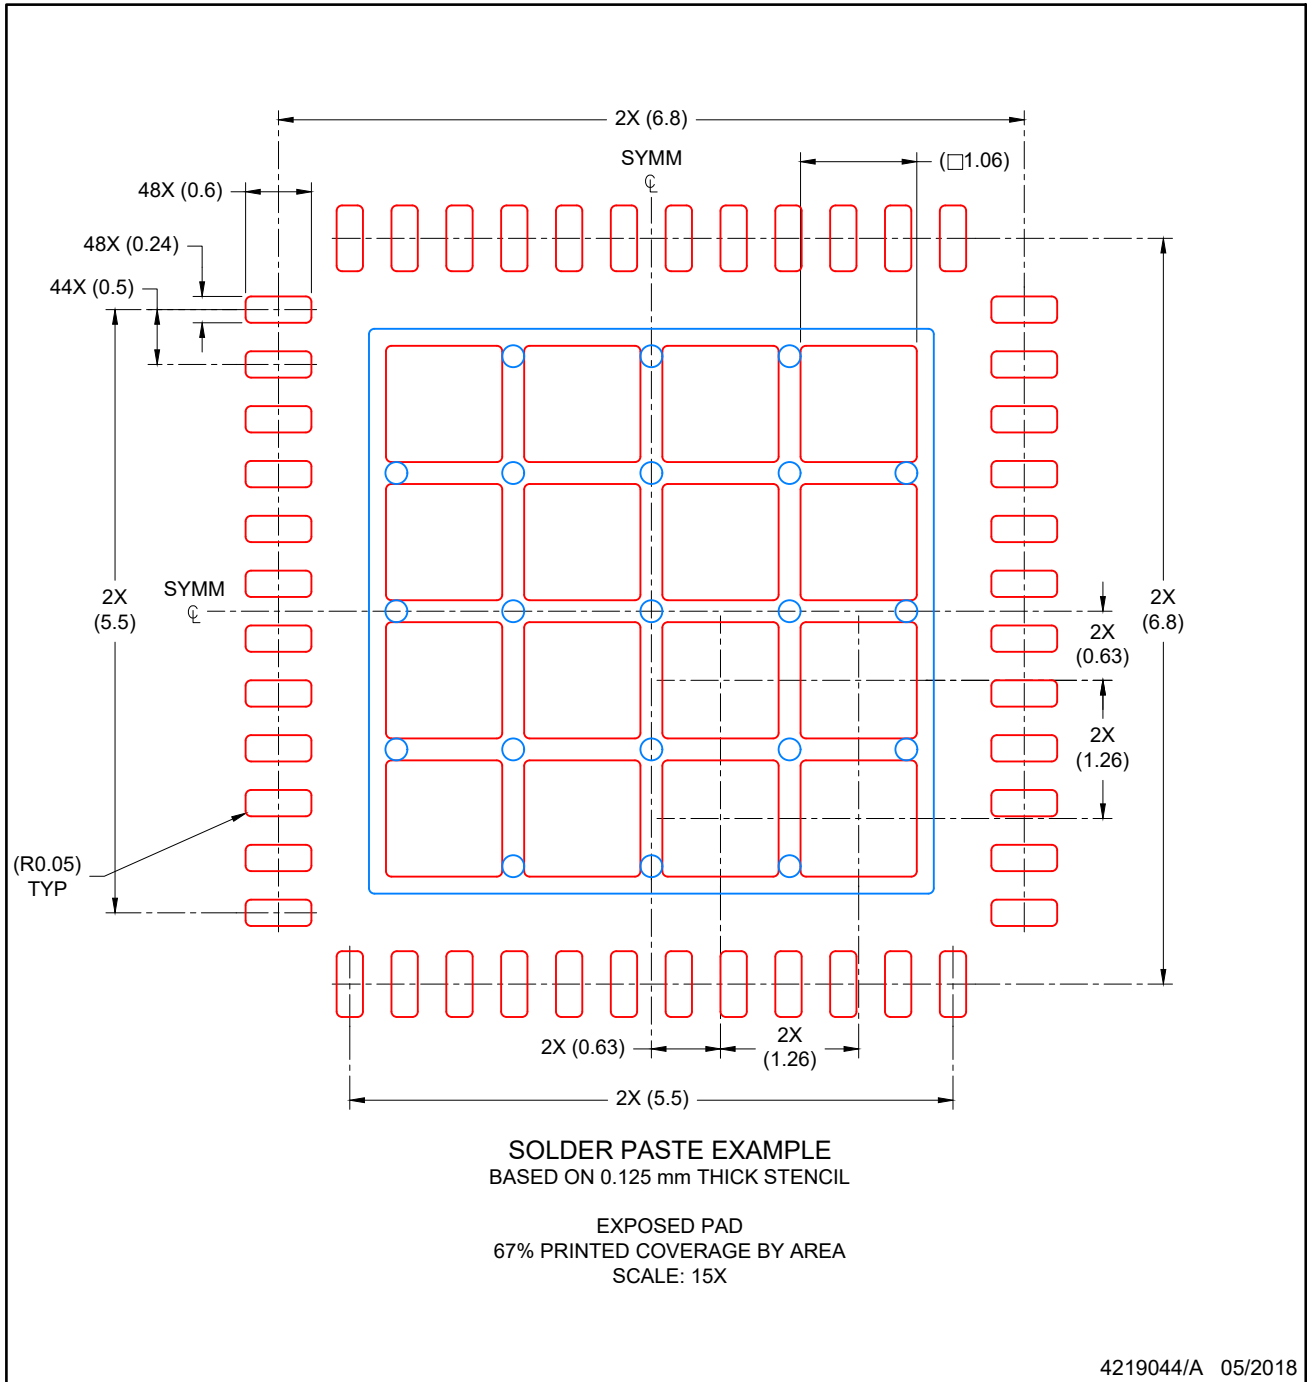 2X (6.8)
SYMM
℄
(□1.06)
48X (0.6)
48X (0.24)
44X (0.5)
SYMM
℄
2X
(5.5)
2X
(6.8)
2X
(0.63)
2X
(1.26)
(R0.05)
TYP
2X (0.63)
2X
(1.26)
2X (5.5)
SOLDER PASTE EXAMPLE
BASED ON 0.125 mm THICK STENCIL
EXPOSED PAD
67% PRINTED COVERAGE BY AREA
SCALE: 15X
4219044/A 05/2018